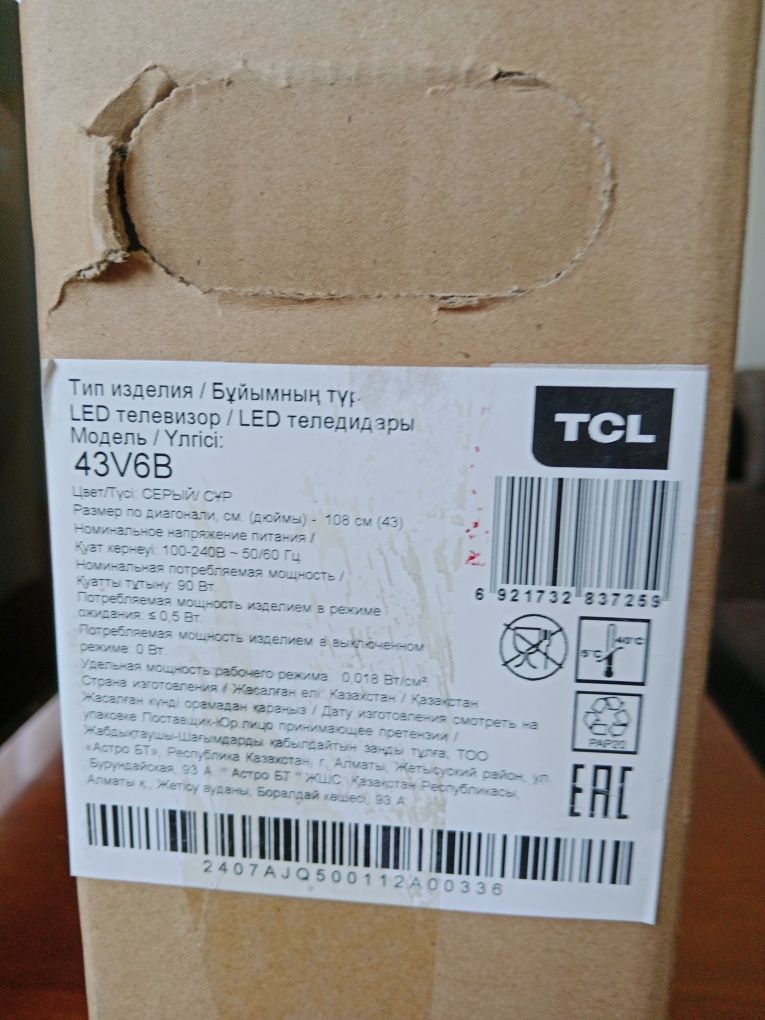 Тип изделия / Бұйымның түр
LED телевизор / LED теледидары
Модель / Үлгісі:
43V6B
Цвет/Түсі: СЕРЫЙ/ СҰР
Размер по диагонали, см. (дюймы) - 108 см (43)
Номинальное напряжение питания /
Қуат кернеуі: 100-240В ~ 50/60 Гц.
Номинальная потребляемая мощность /
Қуатты тұтыну: 90 Вт.
Потребляемая мощность изделием в режиме
ожидания: ≤ 0,5 Вт.
Потребляемая мощность изделием в выключенном
режиме: 0 Вт.
Удельная мощность рабочего режима: 0,018 Вт/см²
Страна изготовления / Жасалған елі: Казахстан / Қазақстан
Жасалған күнді орамадан қараңыз / Дату изготовления смотреть на
упаковке Поставщик-Юр.лицо принимающее претензии /
Жабдықтаушы-Шағымдарды қабылдайтын заңды тұлға; ТОО
«Астро БТ», Республика Казахстан, г. Алматы, Жетысуский район, ул.
Бурундайская, 93 А. " Астро БТ " ЖШС, Қазақстан Республикасы,
Алматы қ., Жетісу ауданы, Боралдай көшесі, 93 А
TCL
6 921732 837259
5°C
40°C
PAP20
EAC
2407AJQ500112A00336